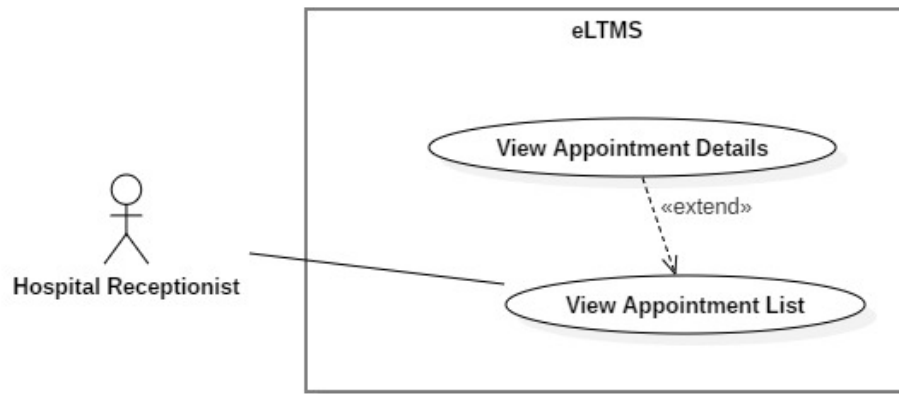 eLTMS
View Appointment Details
«extend»
Hospital Receptionist
View Appointment List